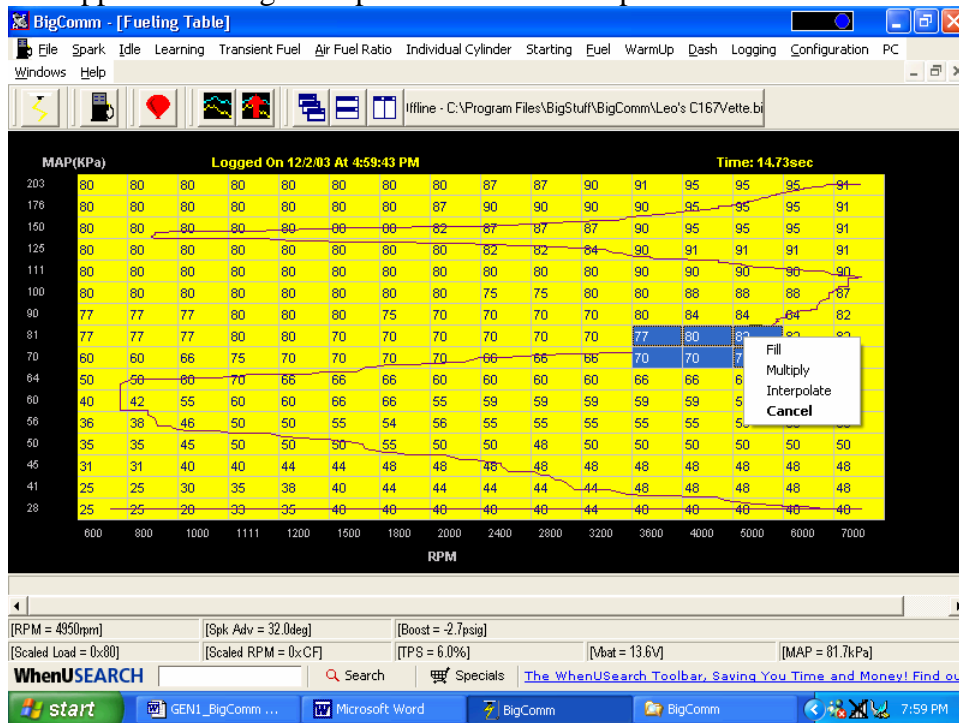 BigComm - [Fueling Table]
File Spark Idle Learning Transient Fuel Air Fuel Ratio Individual Cylinder Starting Fuel WarmUp Dash Logging Configuration PC
Windows Help
ffline - C:\Program Files\BigStuff\BigComm\Leo's C167Vette.bi
MAP(KPa) Logged On 12/2/03 At 4:59:43 PM Time: 14.73sec
203 80 80 80 80 80 80 80 80 87 87 90 91 95 95 95 91
176 80 80 80 80 80 80 80 87 90 90 90 90 95 95 95 91
150 80 80 80 80 80 80 80 82 87 87 87 90 95 95 95 91
125 80 80 80 80 80 80 80 80 82 82 84 90 91 91 91 91
111 80 80 80 80 80 80 80 80 80 80 80 90 90 90 90 90
100 80 80 80 80 80 80 80 80 75 75 80 80 88 88 88 87
90 77 77 77 80 80 80 75 70 70 70 70 80 84 84 84 82
81 77 77 77 80 80 70 70 70 70 70 70 77 80 82 82
70 60 60 66 75 70 70 70 70 66 66 66 70 70
64 50 50 60 70 66 66 66 60 60 60 60 66 66
60 40 42 55 60 60 66 66 55 59 59 59 59 59
56 36 38 46 50 50 55 54 56 55 55 55 55 55
50 35 35 45 50 50 50 55 50 50 48 50 50 50 50 50 50
45 31 31 40 40 44 44 48 48 48 48 48 48 48 48 48 48
41 25 25 30 35 38 40 44 44 44 44 44 48 48 48 48 48
28 25 25 28 33 35 40 40 40 40 40 44 40 40 40 40 40
Fill
Multiply
Interpolate
Cancel
600 800 1000 1111 1200 1500 1800 2000 2400 2800 3200 3600 4000 5000 6000 7000
RPM
[RPM = 4950rpm] [Spk Adv = 32.0deg] [Boost = -2.7psig]
[Scaled Load = 0x80] [Scaled RPM = 0xCF] [TPS = 6.0%] [Vbat = 13.6V] [MAP = 81.7kPa]
WhenUSEARCH Search Specials The WhenUSearch Toolbar, Saving You Time and Money! Find ou
start GEN1_BigComm ... Microsoft Word BigComm BigComm 7:59 PM